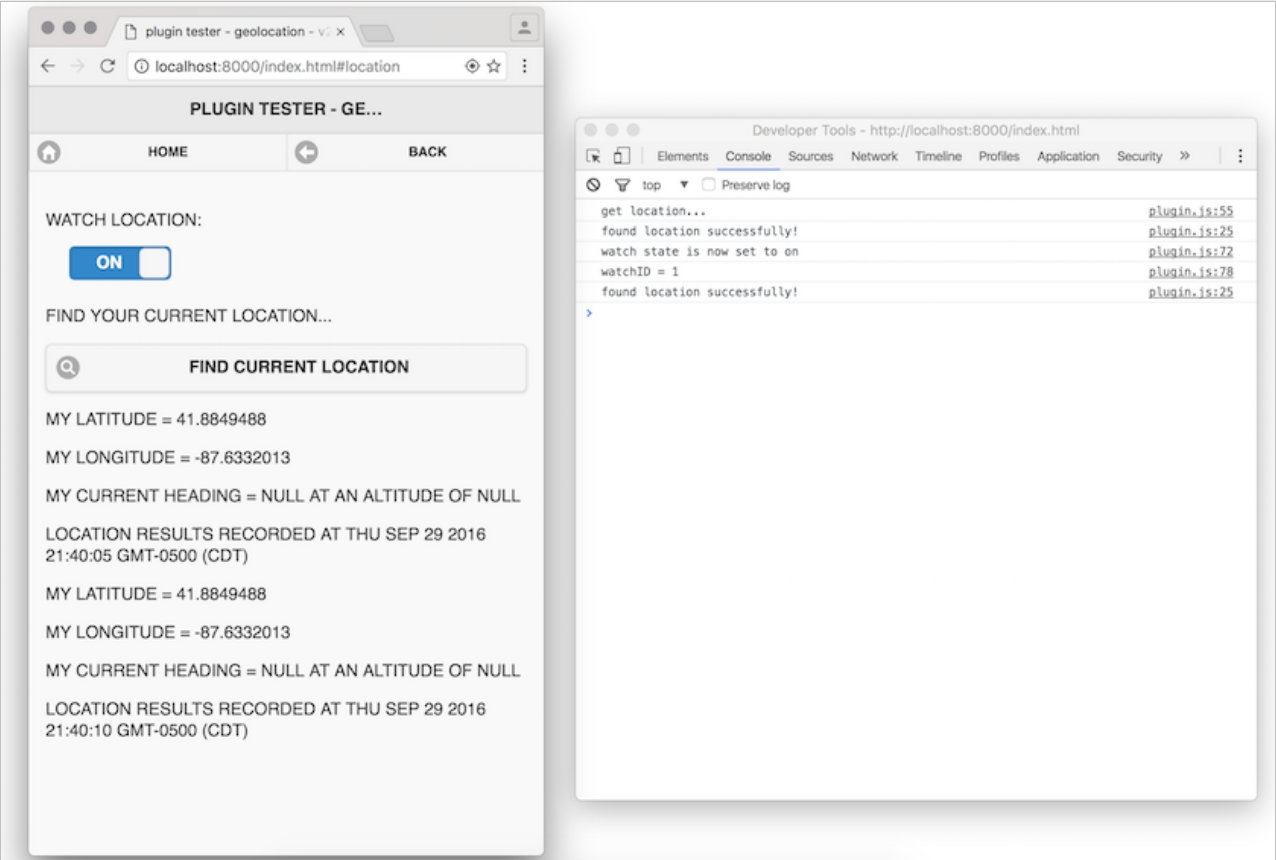 plugin tester - geolocation - v
localhost:8000/index.html#location
PLUGIN TESTER - GE...
HOME
BACK
WATCH LOCATION:
ON
FIND YOUR CURRENT LOCATION...
FIND CURRENT LOCATION
MY LATITUDE = 41.8849488
MY LONGITUDE = -87.6332013
MY CURRENT HEADING = NULL AT AN ALTITUDE OF NULL
LOCATION RESULTS RECORDED AT THU SEP 29 2016
21:40:05 GMT-0500 (CDT)
MY LATITUDE = 41.8849488
MY LONGITUDE = -87.6332013
MY CURRENT HEADING = NULL AT AN ALTITUDE OF NULL
LOCATION RESULTS RECORDED AT THU SEP 29 2016
21:40:10 GMT-0500 (CDT)
Developer Tools - http://localhost:8000/index.html
Elements Console Sources Network Timeline Profiles Application Security »
top Preserve log
get location... plugin.js:55
found location successfully! plugin.js:25
watch state is now set to on plugin.js:72
watchID = 1 plugin.js:78
found location successfully! plugin.js:25